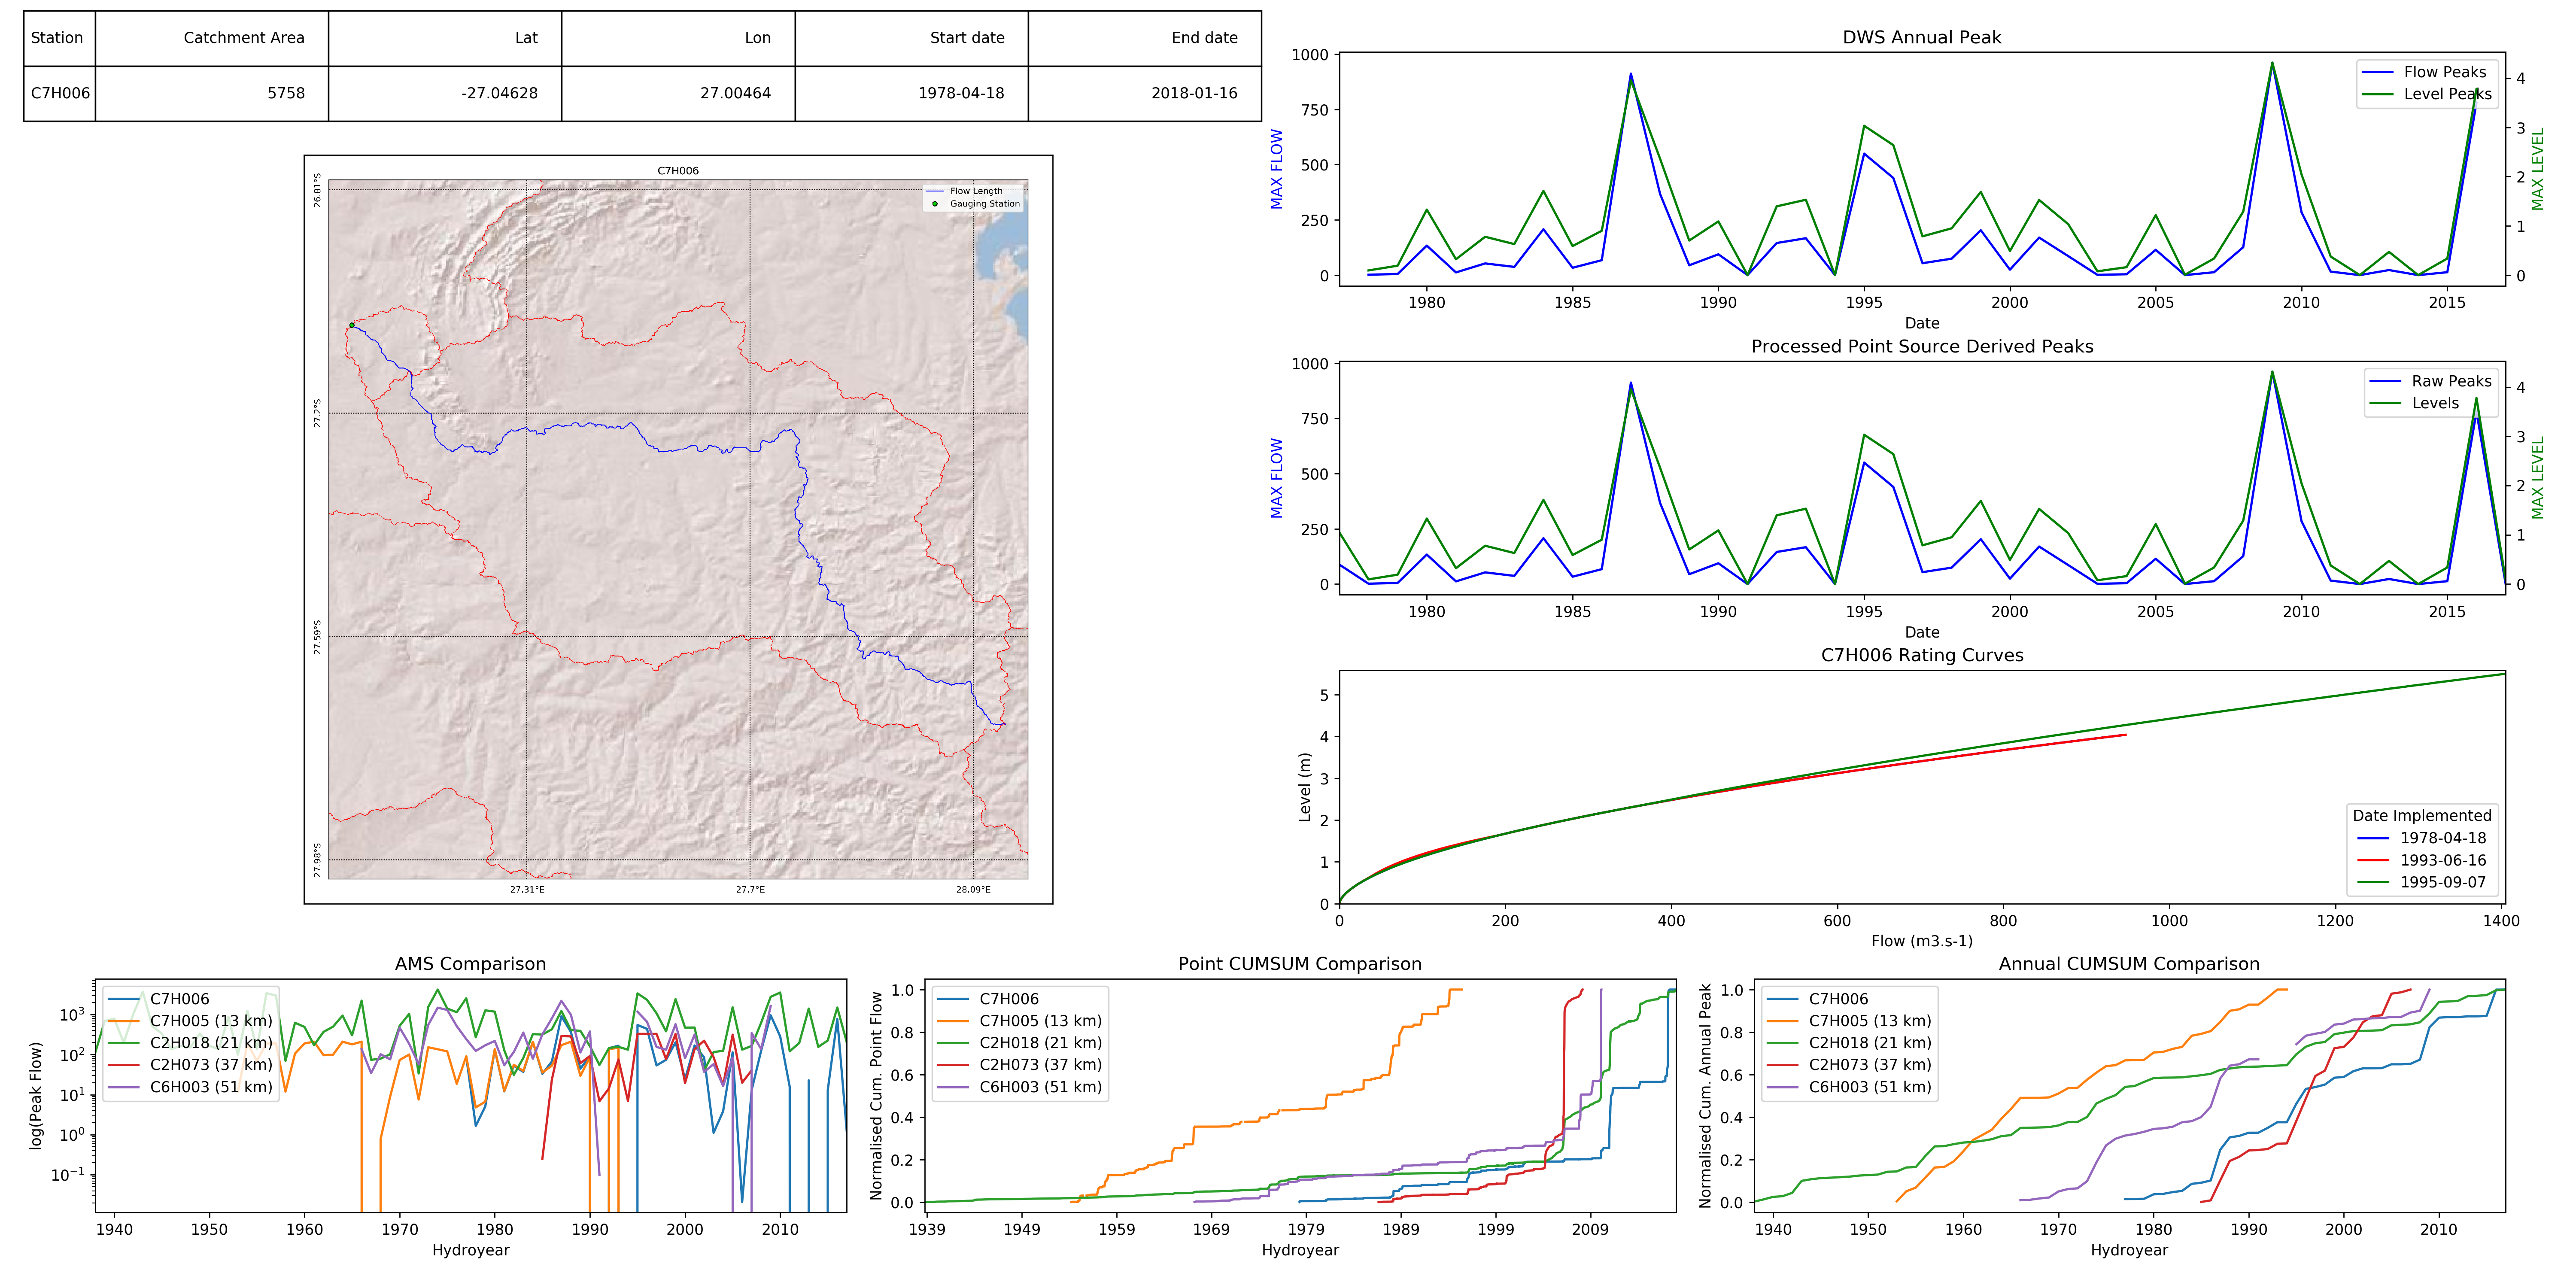 Station Catchment Area Lat Lon Start date End date
C7H006 5758 -27.04628 27.00464 1978-04-18 2018-01-16
C7H006
Flow Length
Gauging Station
26.81°S
27.2°S
27.59°S
27.98°S
27.31°E 27.7°E 28.09°E
DWS Annual Peak
Flow Peaks
Level Peaks
MAX FLOW
MAX LEVEL
1000
750
500
250
0
4
3
2
1
0
1980 1985 1990 1995 2000 2005 2010 2015
Date
Processed Point Source Derived Peaks
Raw Peaks
Levels
MAX FLOW
MAX LEVEL
1000
750
500
250
0
4
3
2
1
0
1980 1985 1990 1995 2000 2005 2010 2015
Date
C7H006 Rating Curves
Level (m)
5
4
3
2
1
0
Date Implemented
1978-04-18
1993-06-16
1995-09-07
0 200 400 600 800 1000 1200 1400
Flow (m3.s-1)
AMS Comparison
C7H006
C7H005 (13 km)
C2H018 (21 km)
C2H073 (37 km)
C6H003 (51 km)
log(Peak Flow)
10³
10²
10¹
10⁰
10⁻¹
1940 1950 1960 1970 1980 1990 2000 2010
Hydroyear
Point CUMSUM Comparison
C7H006
C7H005 (13 km)
C2H018 (21 km)
C2H073 (37 km)
C6H003 (51 km)
Normalised Cum. Point Flow
1.0
0.8
0.6
0.4
0.2
0.0
1939 1949 1959 1969 1979 1989 1999 2009
Hydroyear
Annual CUMSUM Comparison
C7H006
C7H005 (13 km)
C2H018 (21 km)
C2H073 (37 km)
C6H003 (51 km)
Normalised Cum. Annual Peak
1.0
0.8
0.6
0.4
0.2
0.0
1940 1950 1960 1970 1980 1990 2000 2010
Hydroyear